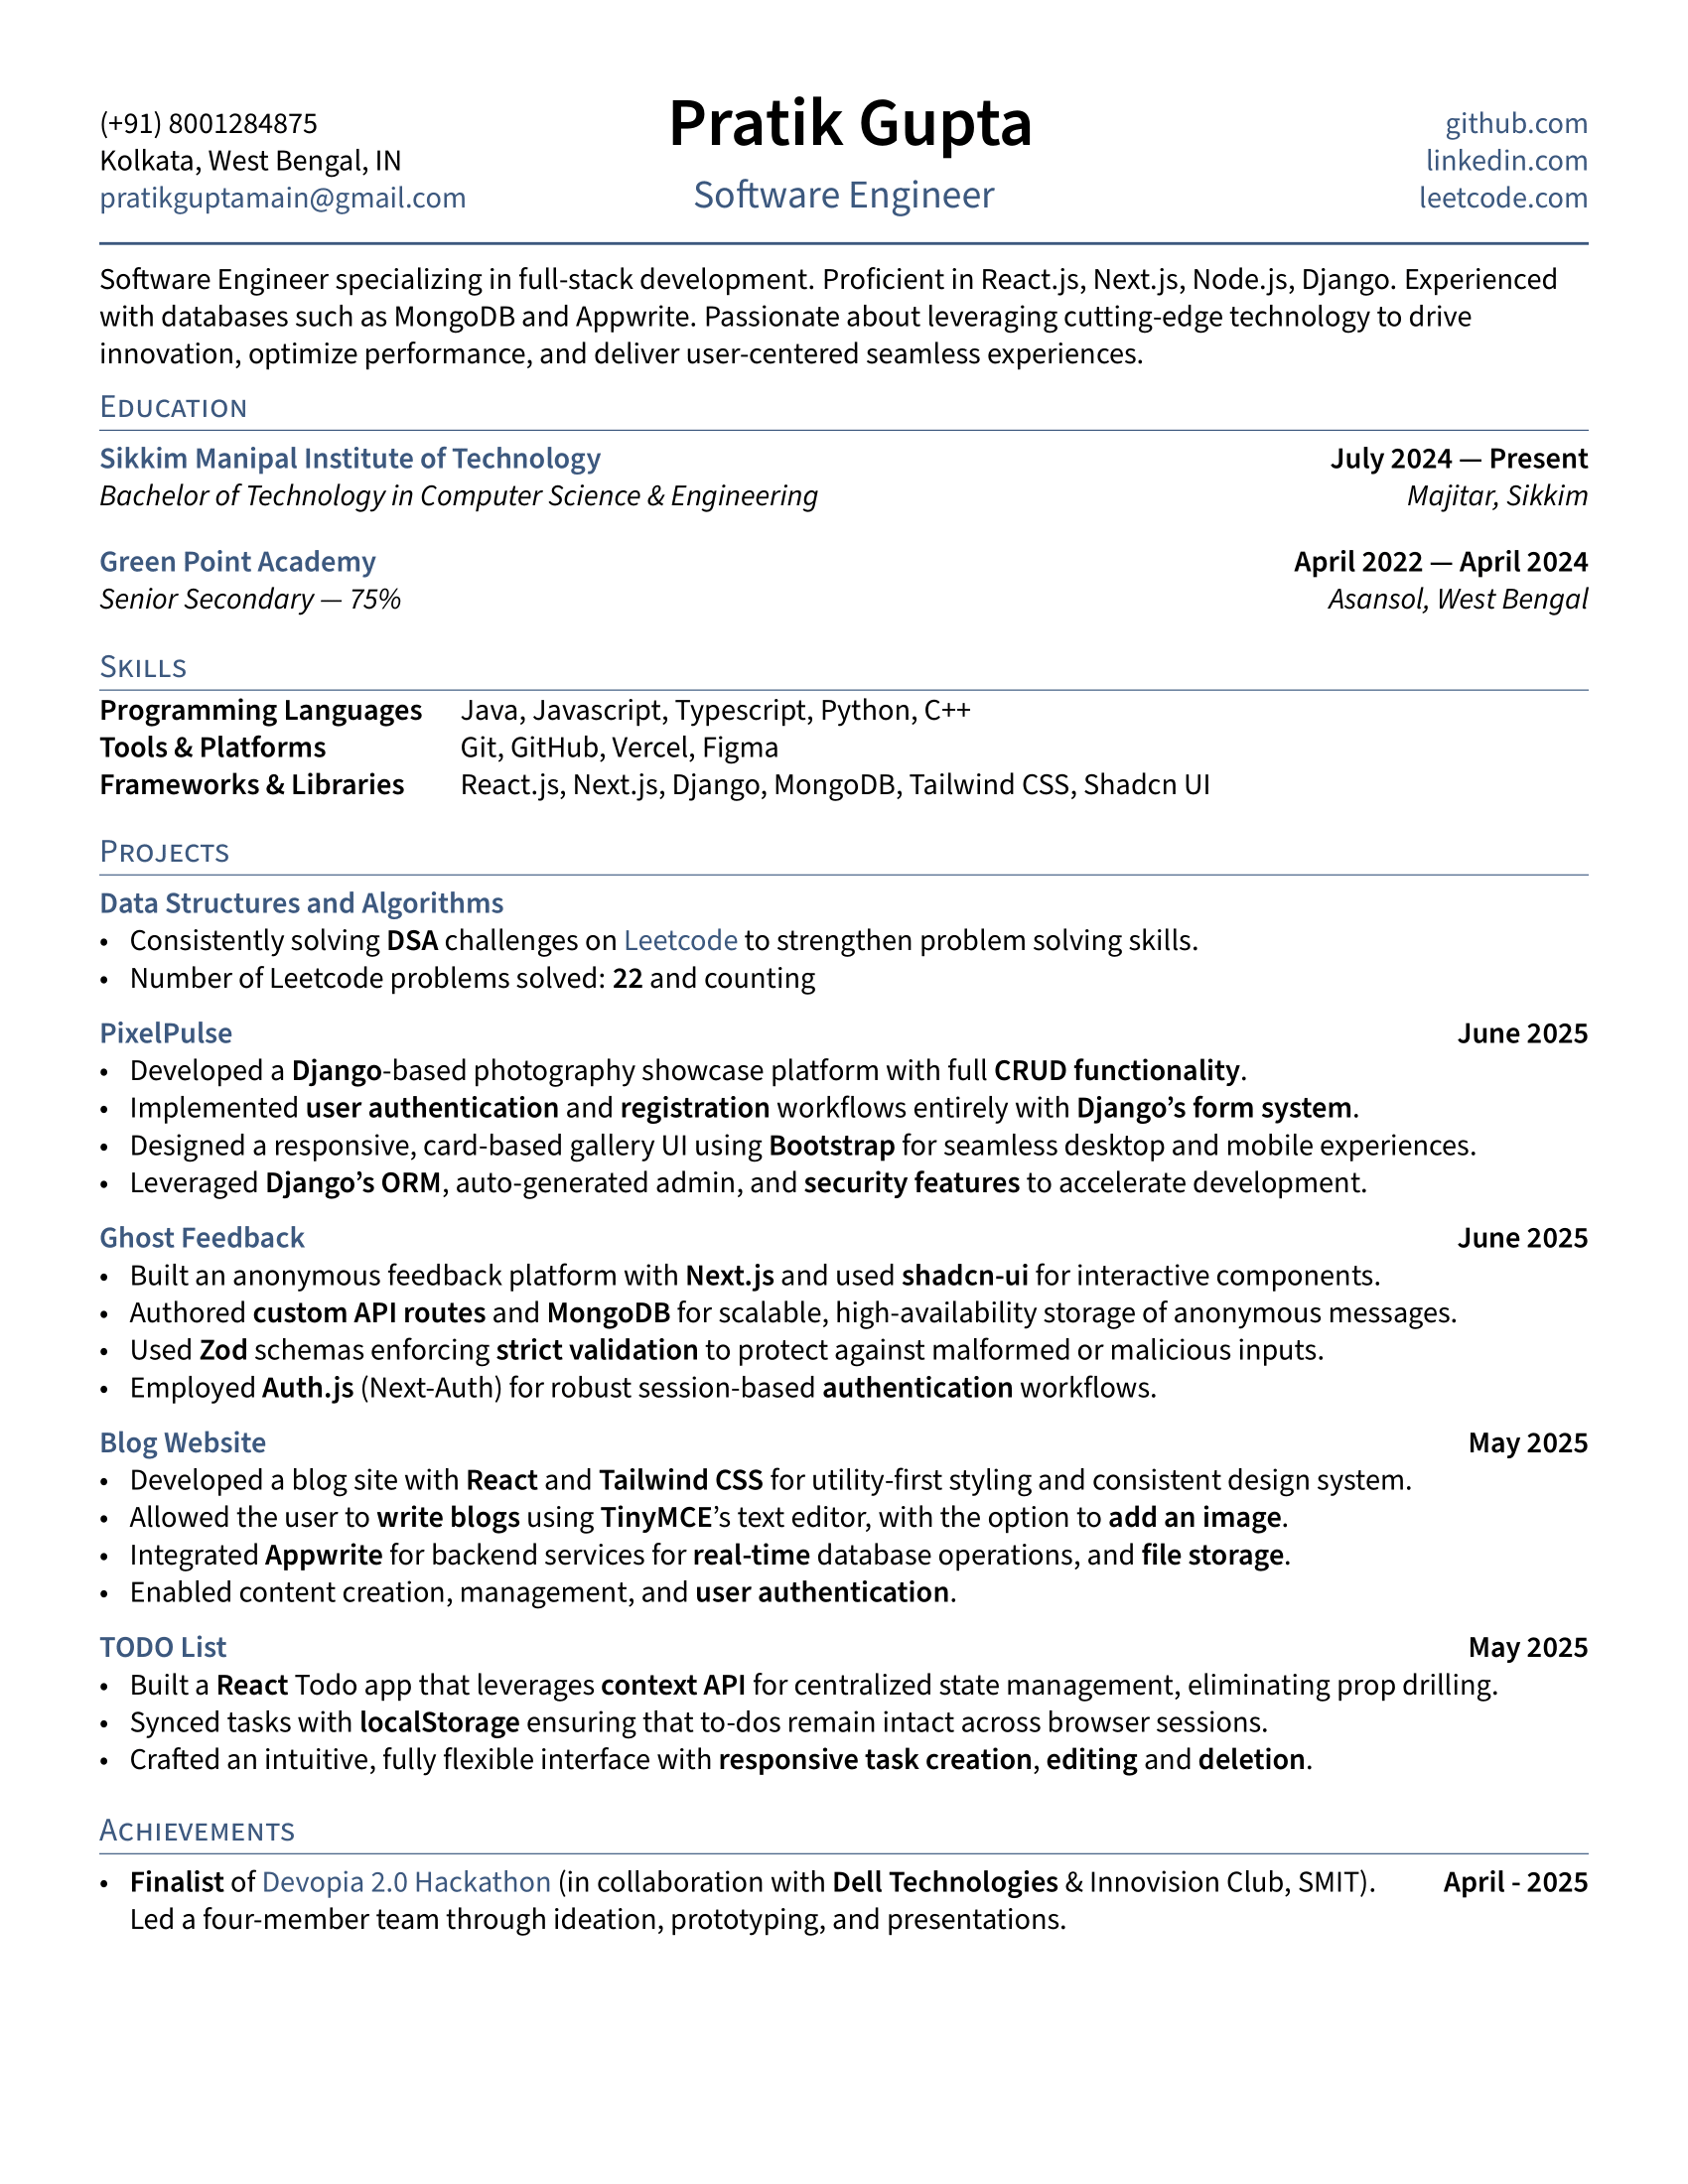 (+91) 8001284875
Kolkata, West Bengal, IN
pratikguptamain@gmail.com
Pratik Gupta
Software Engineer
github.com
linkedin.com
leetcode.com
Software Engineer specializing in full-stack development. Proficient in React.js, Next.js, Node.js, Django. Experienced
with databases such as MongoDB and Appwrite. Passionate about leveraging cutting-edge technology to drive
innovation, optimize performance, and deliver user-centered seamless experiences.
Education
Sikkim Manipal Institute of Technology July 2024 — Present
Bachelor of Technology in Computer Science & Engineering Majitar, Sikkim
Green Point Academy April 2022 — April 2024
Senior Secondary — 75% Asansol, West Bengal
Skills
Programming Languages Java, Javascript, Typescript, Python, C++
Tools & Platforms Git, GitHub, Vercel, Figma
Frameworks & Libraries React.js, Next.js, Django, MongoDB, Tailwind CSS, Shadcn UI
Projects
Data Structures and Algorithms
• Consistently solving DSA challenges on Leetcode to strengthen problem solving skills.
• Number of Leetcode problems solved: 22 and counting
PixelPulse June 2025
• Developed a Django-based photography showcase platform with full CRUD functionality.
• Implemented user authentication and registration workflows entirely with Django’s form system.
• Designed a responsive, card-based gallery UI using Bootstrap for seamless desktop and mobile experiences.
• Leveraged Django’s ORM, auto-generated admin, and security features to accelerate development.
Ghost Feedback June 2025
• Built an anonymous feedback platform with Next.js and used shadcn-ui for interactive components.
• Authored custom API routes and MongoDB for scalable, high-availability storage of anonymous messages.
• Used Zod schemas enforcing strict validation to protect against malformed or malicious inputs.
• Employed Auth.js (Next-Auth) for robust session-based authentication workflows.
Blog Website May 2025
• Developed a blog site with React and Tailwind CSS for utility-first styling and consistent design system.
• Allowed the user to write blogs using TinyMCE’s text editor, with the option to add an image.
• Integrated Appwrite for backend services for real-time database operations, and file storage.
• Enabled content creation, management, and user authentication.
TODO List May 2025
• Built a React Todo app that leverages context API for centralized state management, eliminating prop drilling.
• Synced tasks with localStorage ensuring that to-dos remain intact across browser sessions.
• Crafted an intuitive, fully flexible interface with responsive task creation, editing and deletion.
Achievements
• Finalist of Devopia 2.0 Hackathon (in collaboration with Dell Technologies & Innovision Club, SMIT). April - 2025
Led a four-member team through ideation, prototyping, and presentations.